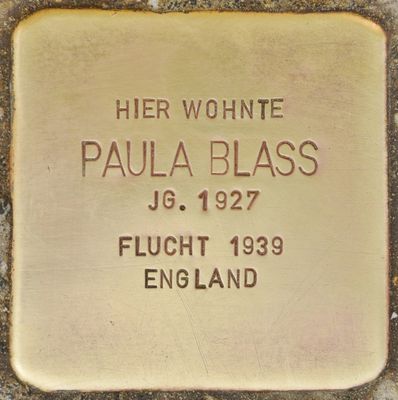 HIER WOHNTE
PAULA BLASS
JG. 1927
FLUCHT 1939
ENGLAND